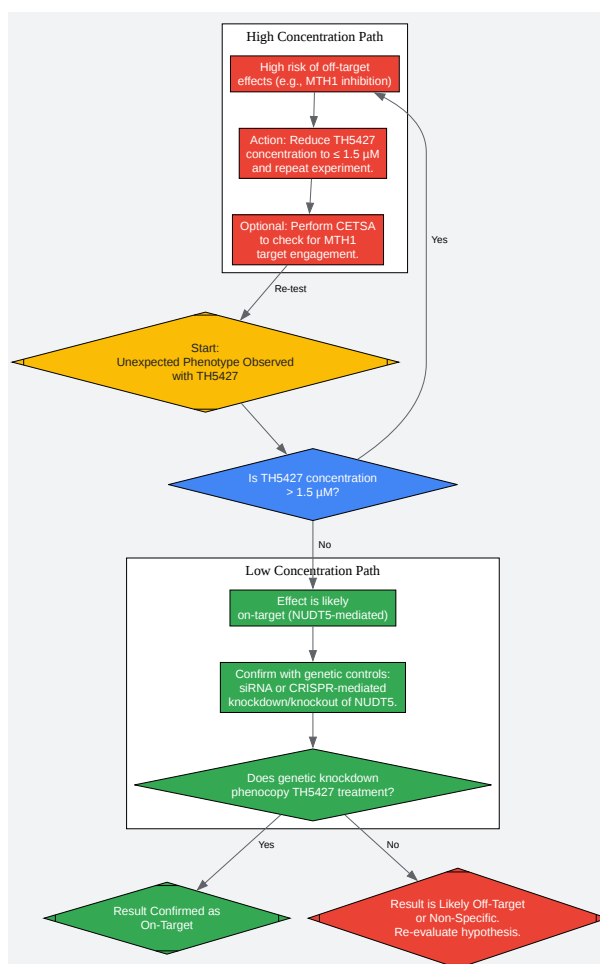 High Concentration Path
High risk of off-target
effects (e.g., MTH1 inhibition)
Action: Reduce TH5427
concentration to ≤ 1.5 µM
and repeat experiment.
Optional: Perform CETSA
to check for MTH1
target engagement.
Yes
Re-test
Start:
Unexpected Phenotype Observed
with TH5427
Is TH5427 concentration
> 1.5 µM?
No
Low Concentration Path
Effect is likely
on-target (NUDT5-mediated)
Confirm with genetic controls:
siRNA or CRISPR-mediated
knockdown/knockout of NUDT5.
Does genetic knockdown
phenocopy TH5427 treatment?
Yes
No
Result Confirmed as
On-Target
Result is Likely Off-Target
or Non-Specific.
Re-evaluate hypothesis.